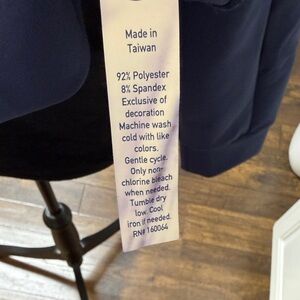 Made in
Taiwan
92% Polyester
8% Spandex
Exclusive of
decoration
Machine wash
cold with like
colors.
Gentle cycle.
Only non-
chlorine bleach
when needed.
Tumble dry
low. Cool
iron if needed.
RN# 160064